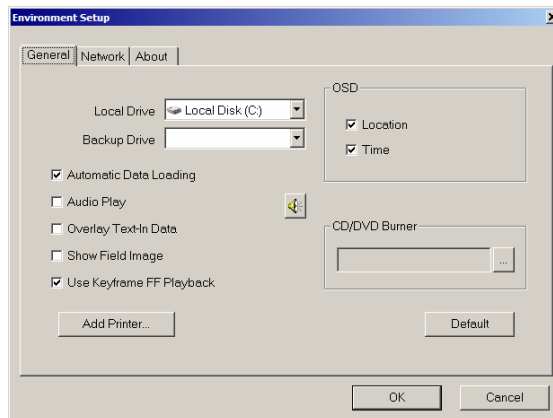 Environment Setup
General
Network
About
Local Drive
Local Disk (C:)
Backup Drive
Automatic Data Loading
Audio Play
Overlay Text-In Data
Show Field Image
Use Keyframe FF Playback
Add Printer...
OSD
Location
Time
CD/DVD Burner
...
Default
OK
Cancel